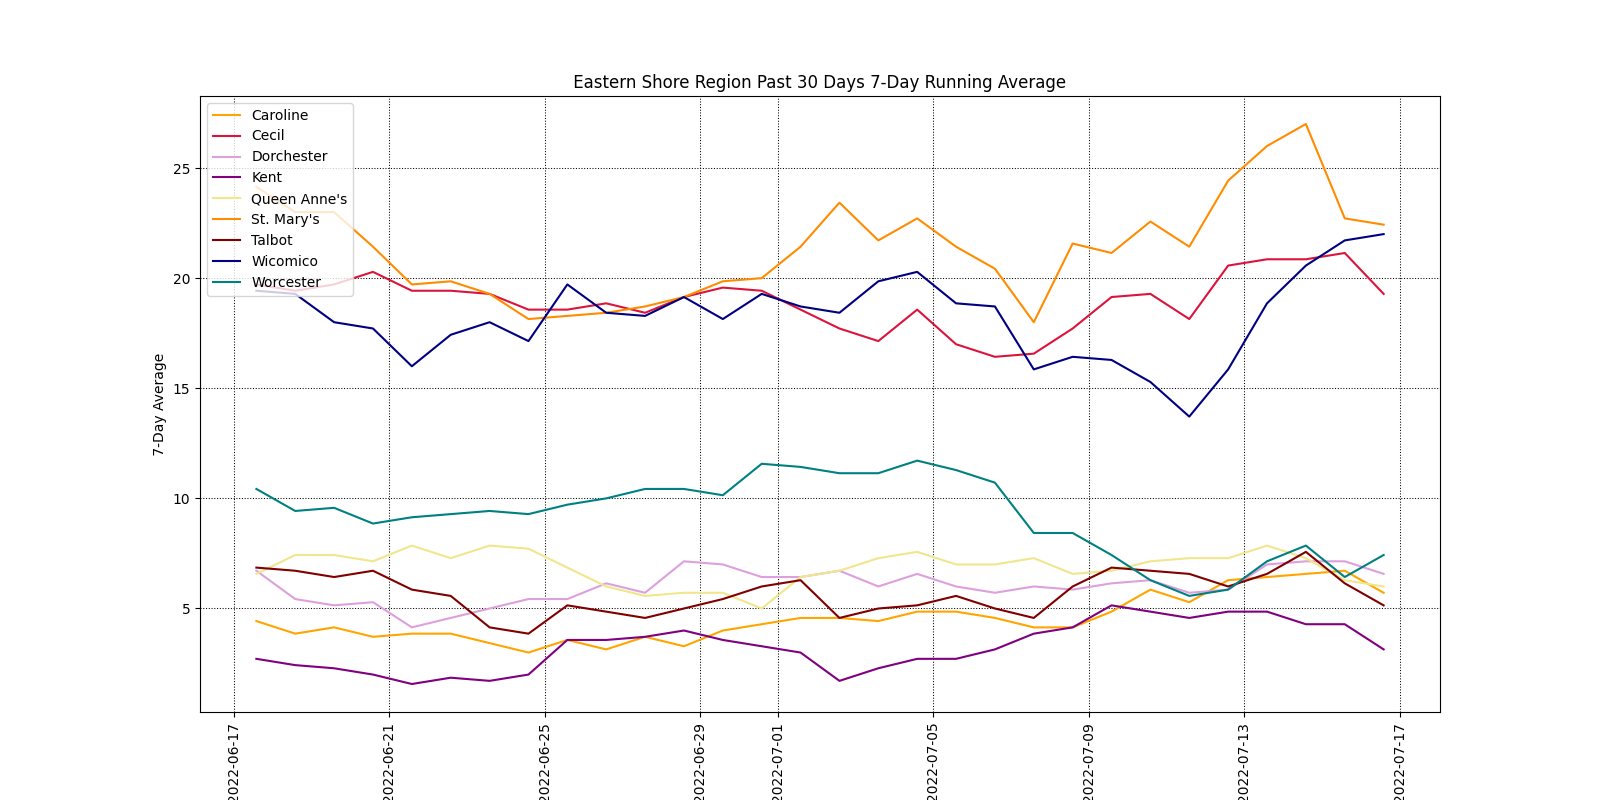 Eastern Shore Region Past 30 Days 7-Day Running Average
Caroline
Cecil
Dorchester
Kent
Queen Anne's
St. Mary's
Talbot
Wicomico
Worcester
7-Day Average
25
20
15
10
5
2022-06-17
2022-06-21
2022-06-25
2022-06-29
2022-07-01
2022-07-05
2022-07-09
2022-07-13
2022-07-17